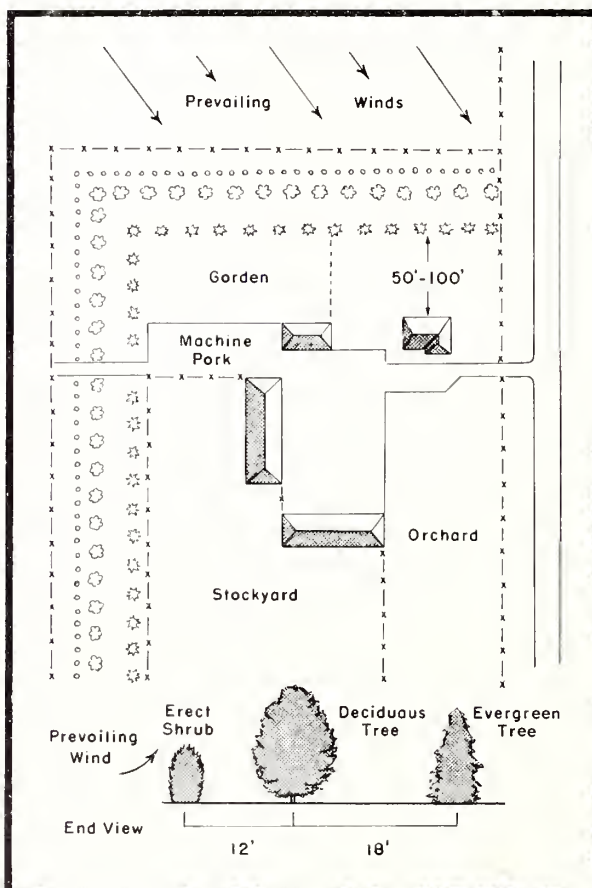 Prevailing Winds
Gorden
50'-100'
Machine
Pork
Orchard
Stockyard
Erect
Shrub
Deciduaus
Tree
Evergreen
Tree
Prevoiling
Wind
End View
12'
18'